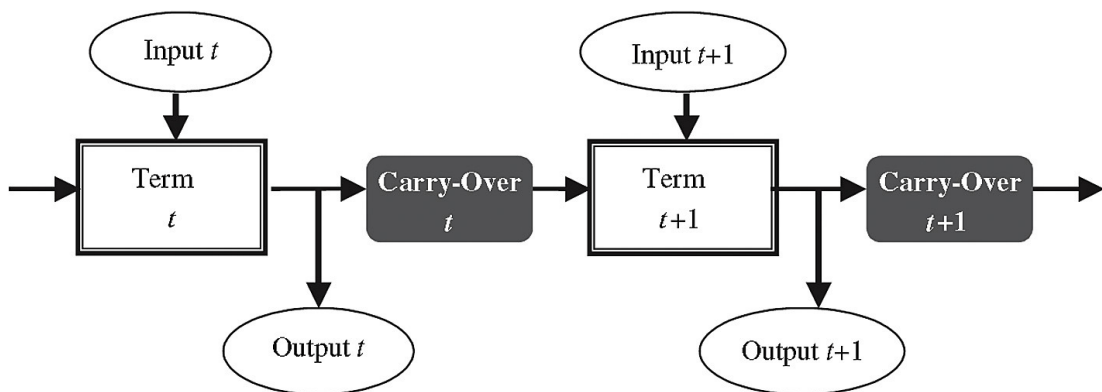 Input t
Input t+1
Term
t
Carry-Over
t
Term
t+1
Carry-Over
t+1
Output t
Output t+1